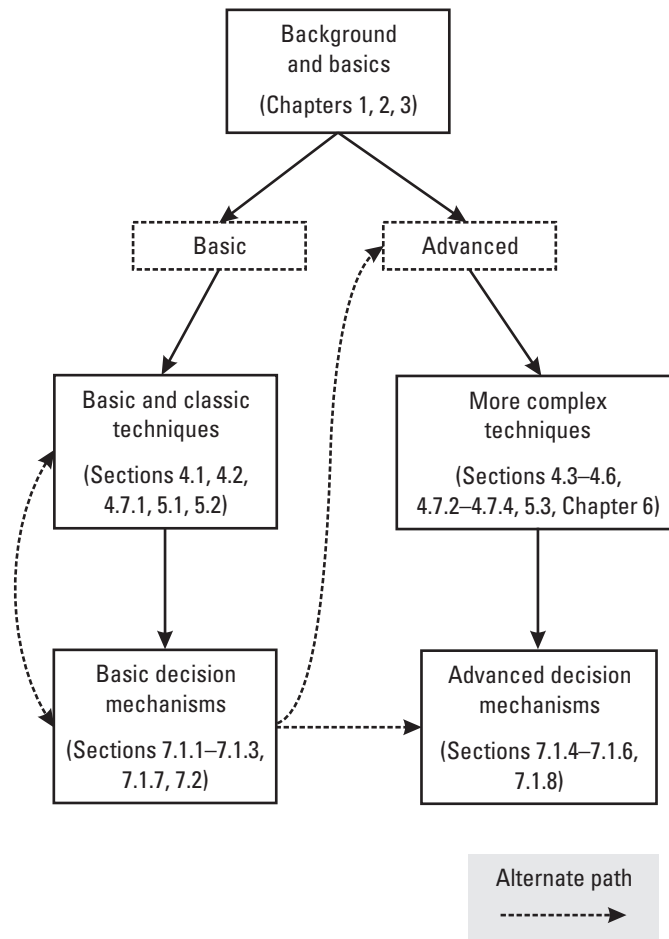 Background
and basics
(Chapters 1, 2, 3)
Basic
Advanced
Basic and classic
techniques
(Sections 4.1, 4.2,
4.7.1, 5.1, 5.2)
More complex
techniques
(Sections 4.3–4.6,
4.7.2–4.7.4, 5.3, Chapter 6)
Basic decision
mechanisms
(Sections 7.1.1–7.1.3,
7.1.7, 7.2)
Advanced decision
mechanisms
(Sections 7.1.4–7.1.6,
7.1.8)
Alternate path